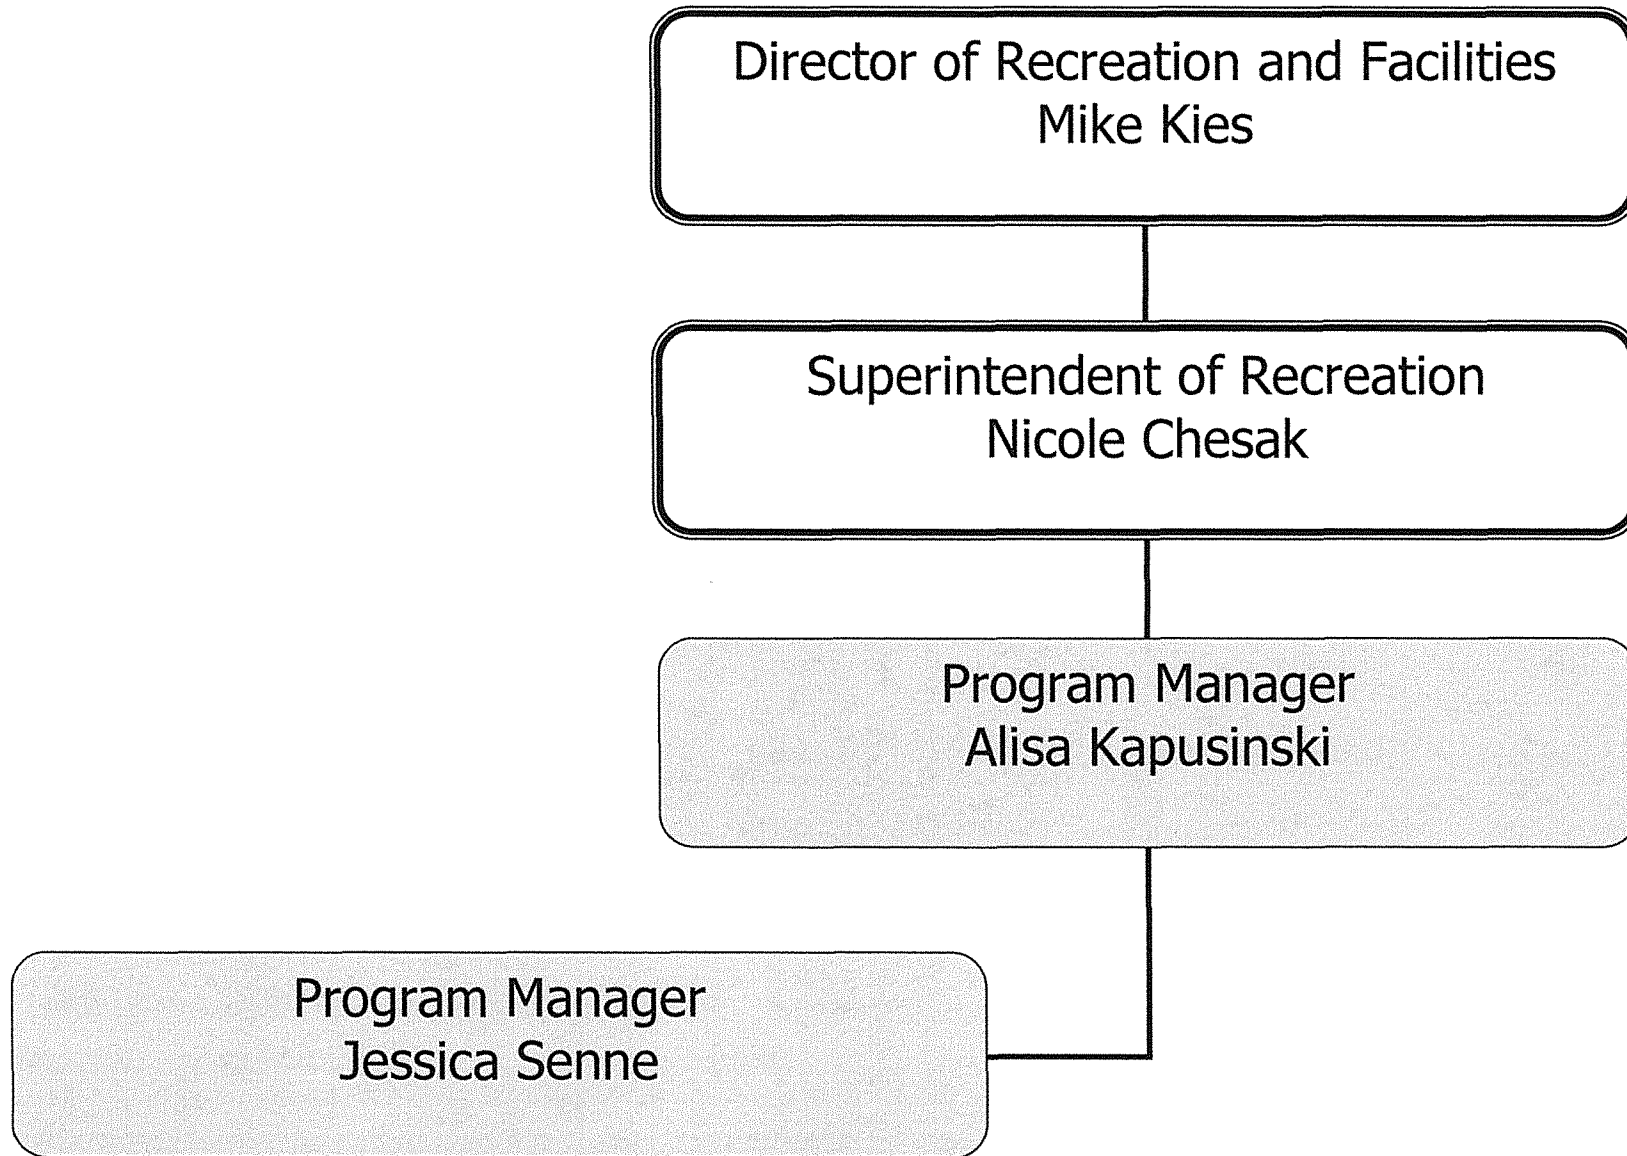 Director of Recreation and Facilities
Mike Kies
Superintendent of Recreation
Nicole Chesak
Program Manager
Alisa Kapusinski
Program Manager
Jessica Senne